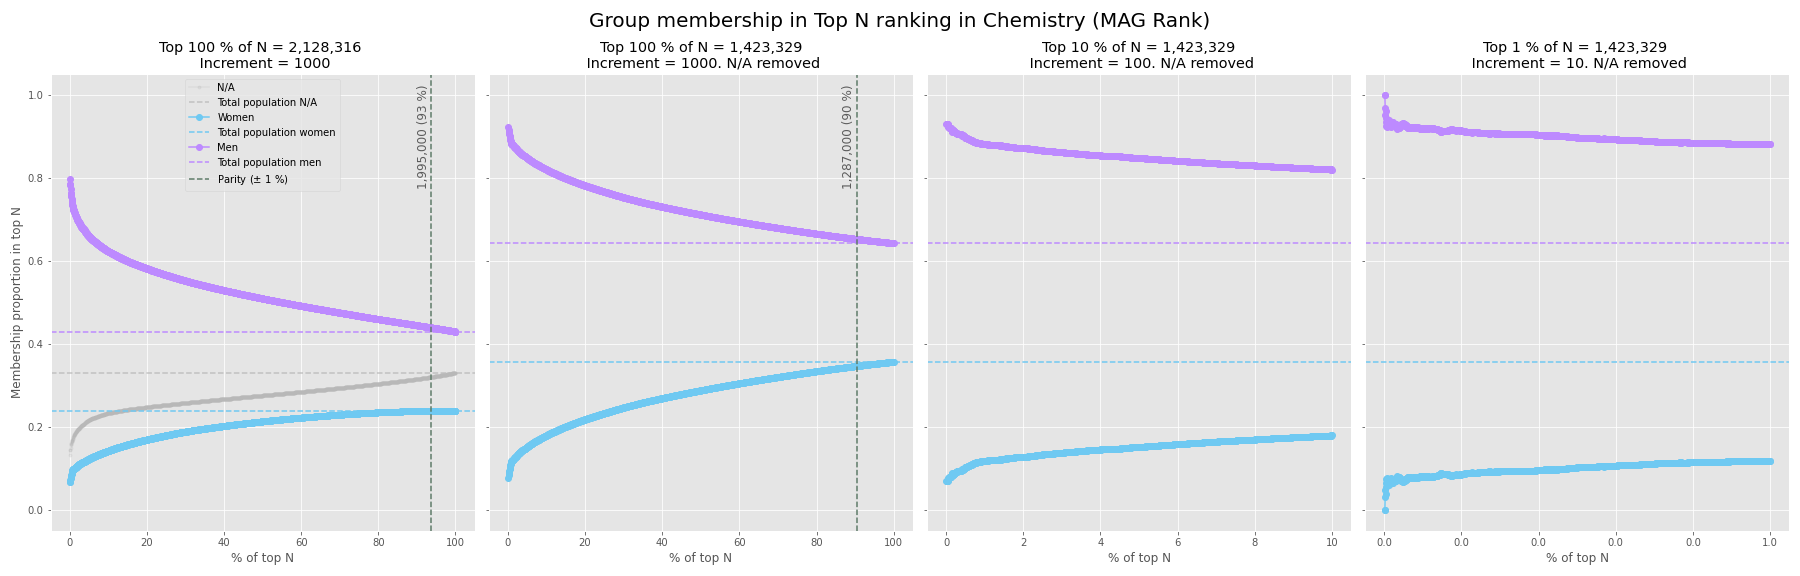 Group membership in Top N ranking in Chemistry (MAG Rank)
Top 100 % of N = 2,128,316
Increment = 1000
Top 100 % of N = 1,423,329
Increment = 1000. N/A removed
Top 10 % of N = 1,423,329
Increment = 100. N/A removed
Top 1 % of N = 1,423,329
Increment = 10. N/A removed
N/A
Total population N/A
Women
Total population women
Men
Total population men
Parity (± 1 %)
1,995,000 (93 %)
1,287,000 (90 %)
Membership proportion in top N
1.0
0.8
0.6
0.4
0.2
0.0
0 20 40 60 80 100
0 20 40 60 80 100
0 2 4 6 8 10
0.0 0.0 0.0 0.0 0.0 1.0
% of top N
% of top N
% of top N
% of top N